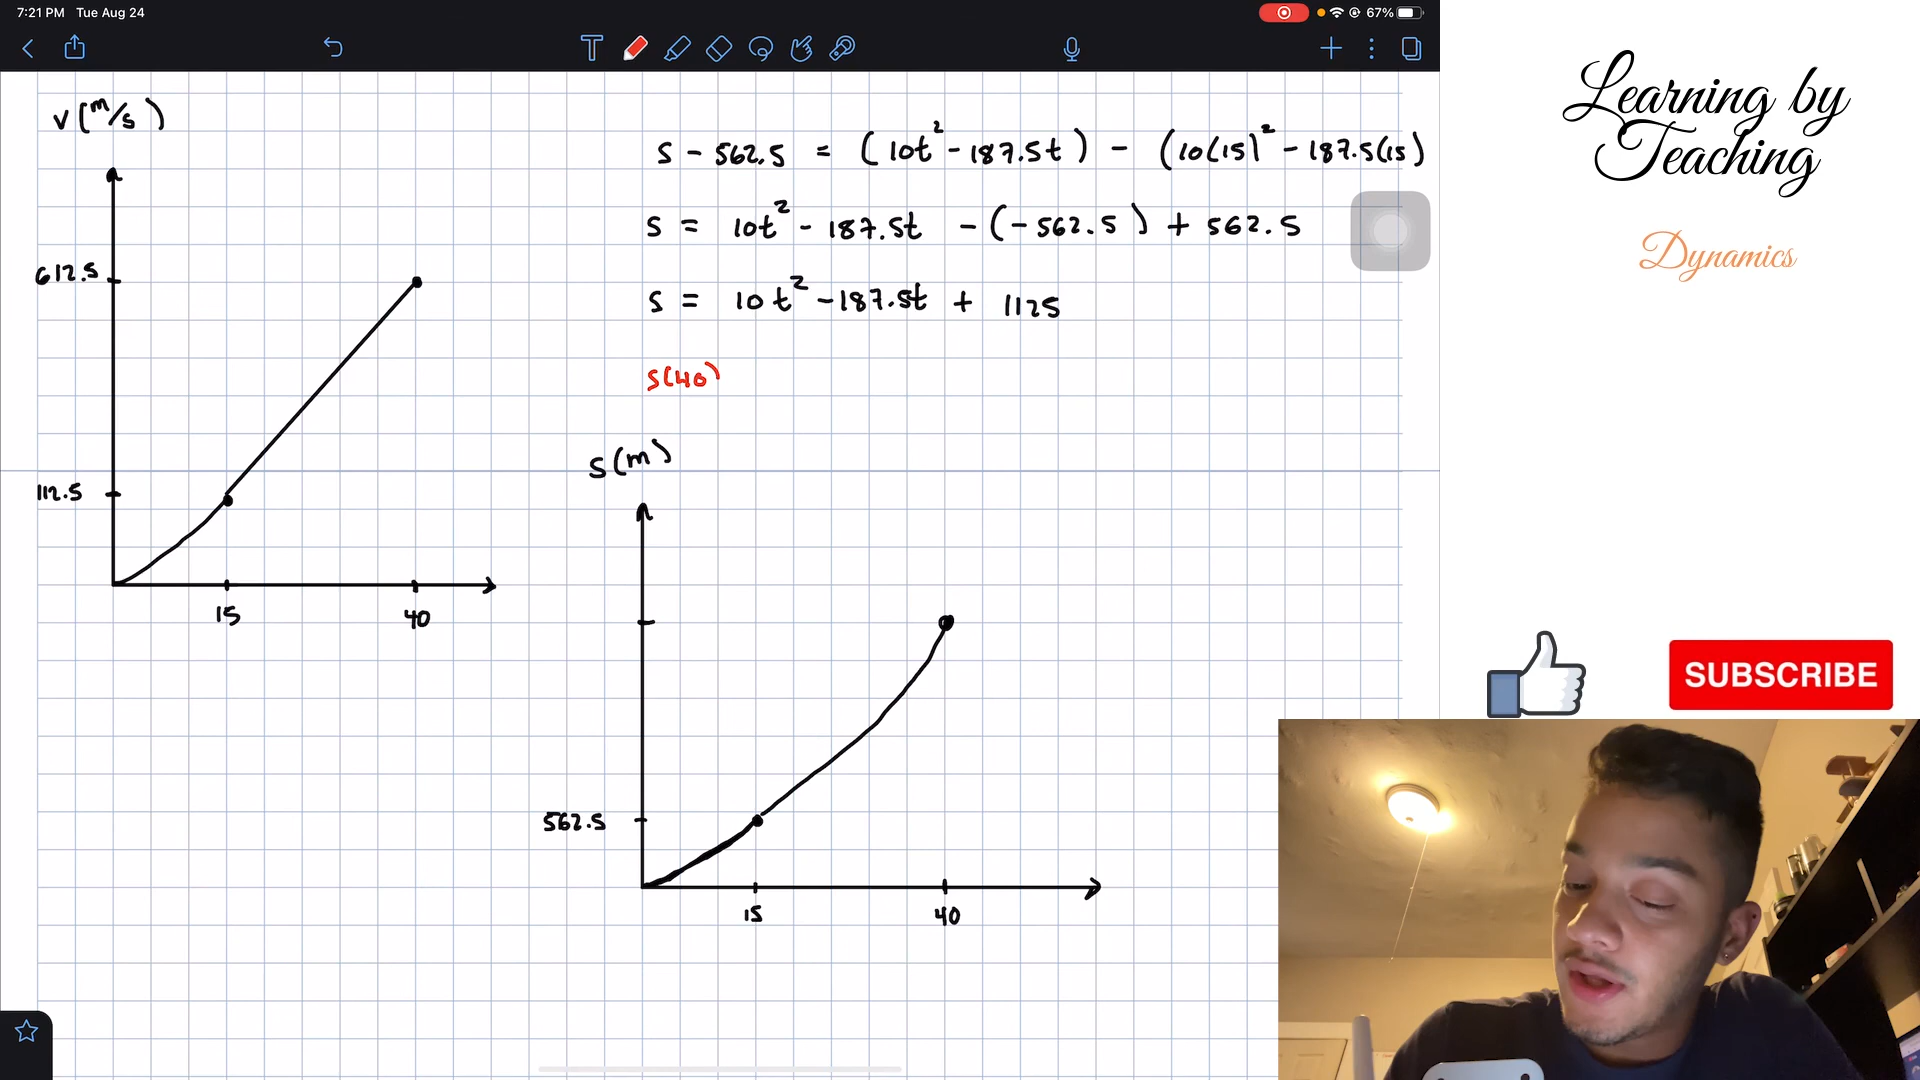 7:21 PM Tue Aug 24
67%
v (m/s)
612.5
112.5
15
40
s - 562.5 = (10t² - 187.5t) - (10(15)² - 187.5(15)
s = 10t² - 187.5t - (-562.5) + 562.5
s = 10t² - 187.5t + 1125
s(40)
s(m)
562.5
15
40
Learning by
Teaching
Dynamics
SUBSCRIBE